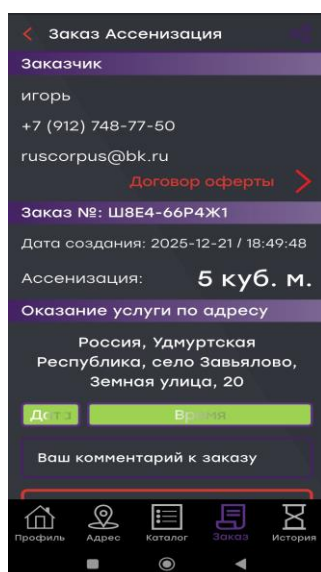 Заказ Ассенизация
Заказчик
игорь
+7 (912) 748-77-50
ruscorpus@bk.ru
Договор оферты
Заказ №: Ш8Е4-66Р4Ж1
Дата создания: 2025-12-21 / 18:49:48
Ассенизация: 5 куб. м.
Оказание услуги по адресу
Россия, Удмуртская
Республика, село Завьялово,
Земная улица, 20
Дата Время
Ваш комментарий к заказу
Профиль Адрес Каталог Заказ История